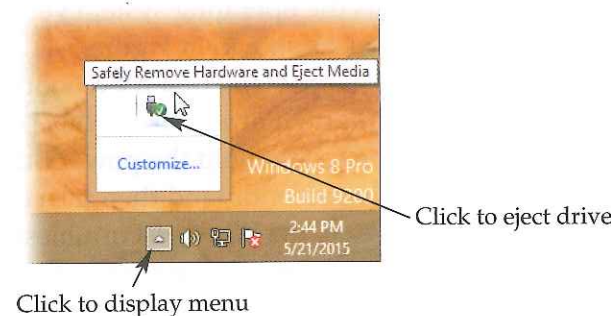 Safely Remove Hardware and Eject Media
Customize...
Windows 8 Pro
Build 9200
Click to eject drive
2:44 PM
5/21/2015
Click to display menu